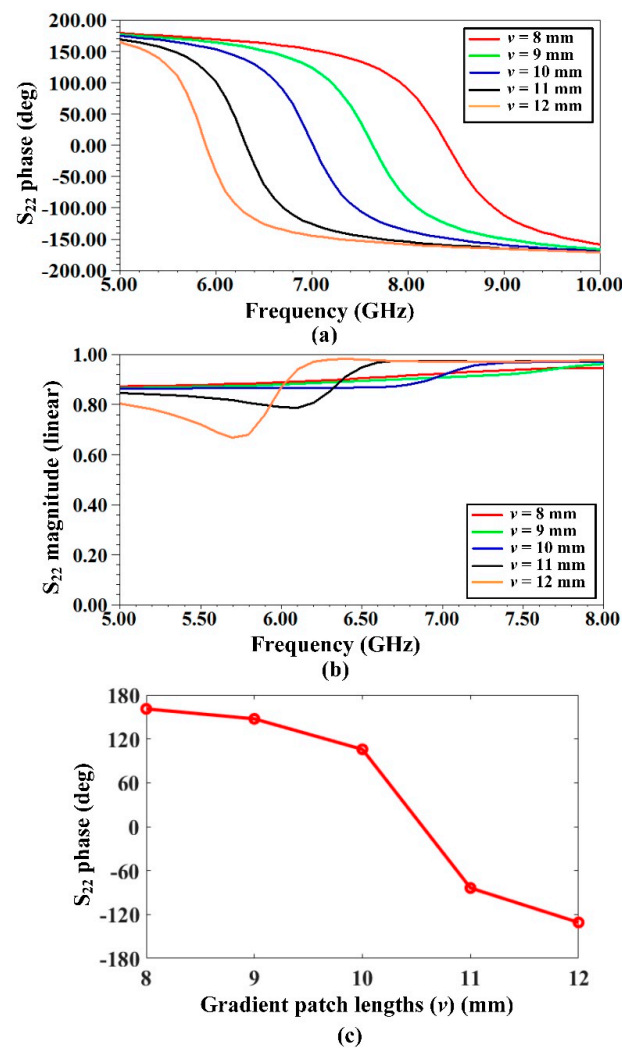 200.00
150.00
100.00
50.00
0.00
-50.00
-100.00
-150.00
-200.00
S22 phase (deg)
v = 8 mm
v = 9 mm
v = 10 mm
v = 11 mm
v = 12 mm
5.00 6.00 7.00 8.00 9.00 10.00
Frequency (GHz)
(a)
1.00
0.80
0.60
0.40
0.20
0.00
S22 magnitude (linear)
v = 8 mm
v = 9 mm
v = 10 mm
v = 11 mm
v = 12 mm
5.00 5.50 6.00 6.50 7.00 7.50 8.00
Frequency (GHz)
(b)
180
120
60
0
-60
-120
-180
S22 phase (deg)
8 9 10 11 12
Gradient patch lengths (v) (mm)
(c)